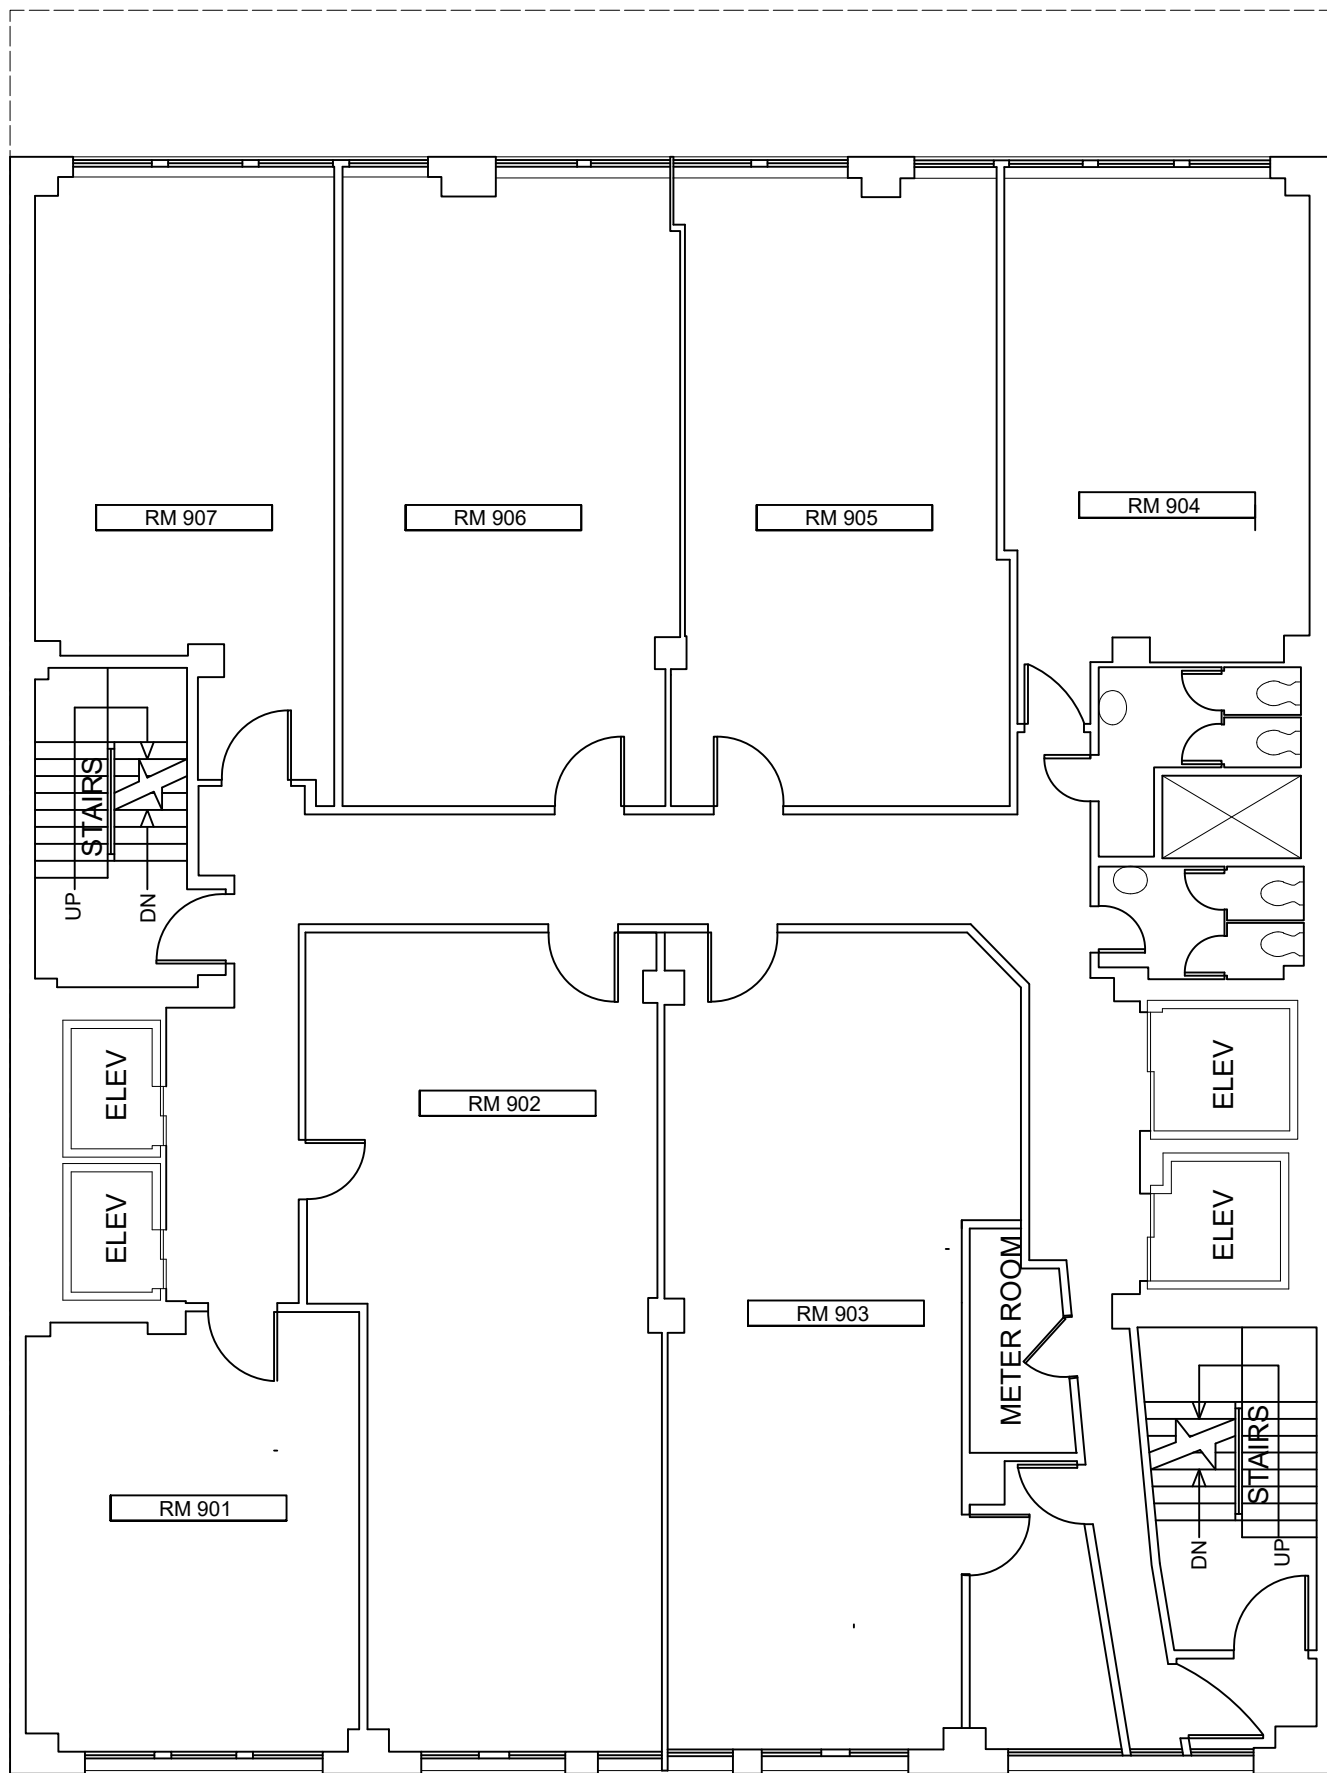 RM 907
RM 906
RM 905
RM 904
STAIRS
UP
DN
ELEV
ELEV
RM 902
ELEV
ELEV
METER ROOM
RM 903
STAIRS
RM 901
DN
UP